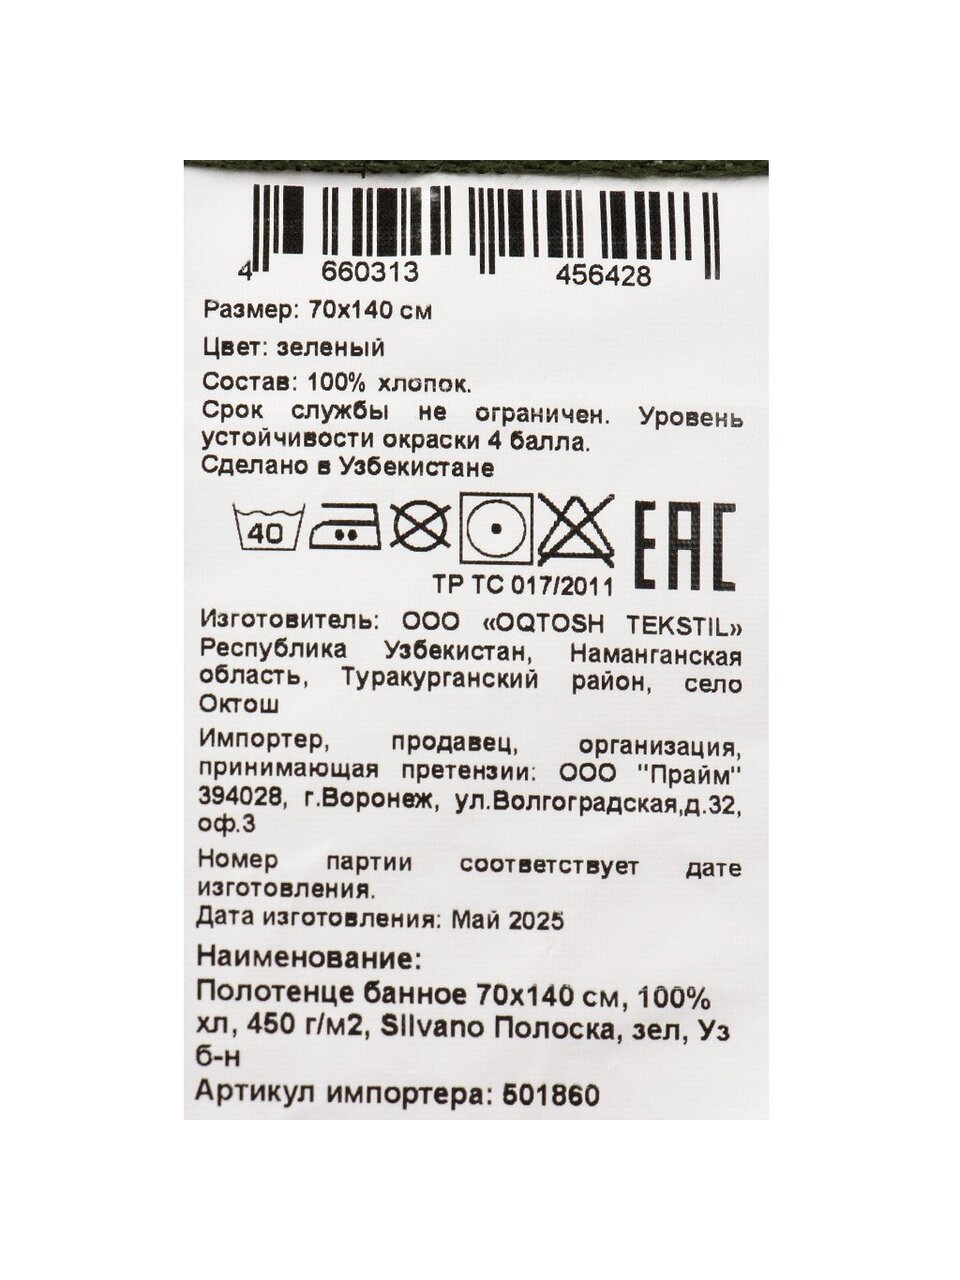 4 660313 456428
Размер: 70x140 см
Цвет: зеленый
Состав: 100% хлопок.
Срок службы не ограничен. Уровень
устойчивости окраски 4 балла.
Сделано в Узбекистане
40
EAC
ТР ТС 017/2011
Изготовитель: ООО «OQTOSH TEKSTIL»
Республика Узбекистан, Наманганская
область, Туракурганский район, село
Октош
Импортер, продавец, организация,
принимающая претензии: ООО "Прайм"
394028, г.Воронеж, ул.Волгоградская,д.32,
оф.3
Номер партии соответствует дате
изготовления.
Дата изготовления: Май 2025
Наименование:
Полотенце банное 70x140 см, 100%
хл, 450 г/м2, Silvano Полоска, зел, Уз
б-н
Артикул импортера: 501860